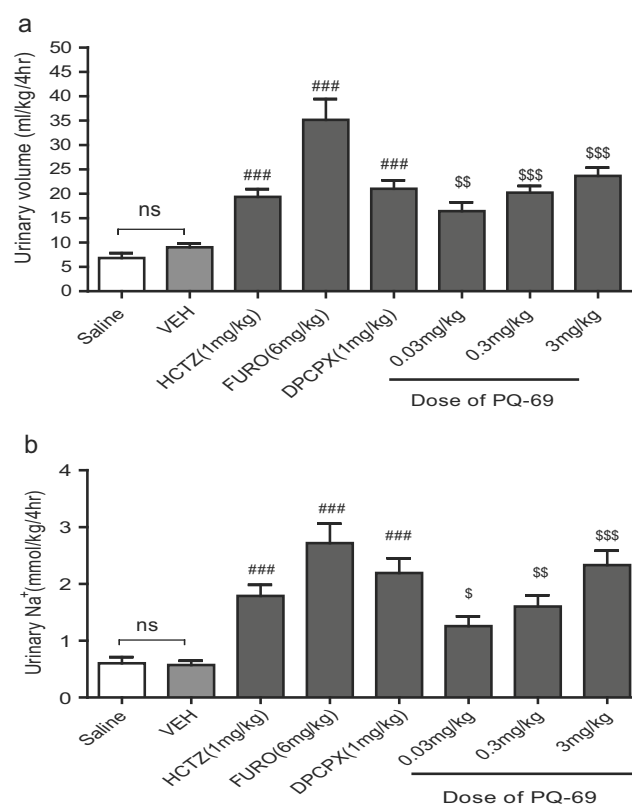 a
Urinary volume (ml/kg/4hr)
50
45
40
35
30
25
20
15
10
5
0
ns
###
###
###
$$
$$$
$$$
Saline
VEH
HCTZ(1mg/kg)
FURO(6mg/kg)
DPCPX(1mg/kg)
0.03mg/kg
0.3mg/kg
3mg/kg
Dose of PQ-69
b
Urinary Na+(mmol/kg/4hr)
4
3
2
1
0
ns
###
###
###
$
$$
$$$
Saline
VEH
HCTZ(1mg/kg)
FURO(6mg/kg)
DPCPX(1mg/kg)
0.03mg/kg
0.3mg/kg
3mg/kg
Dose of PQ-69